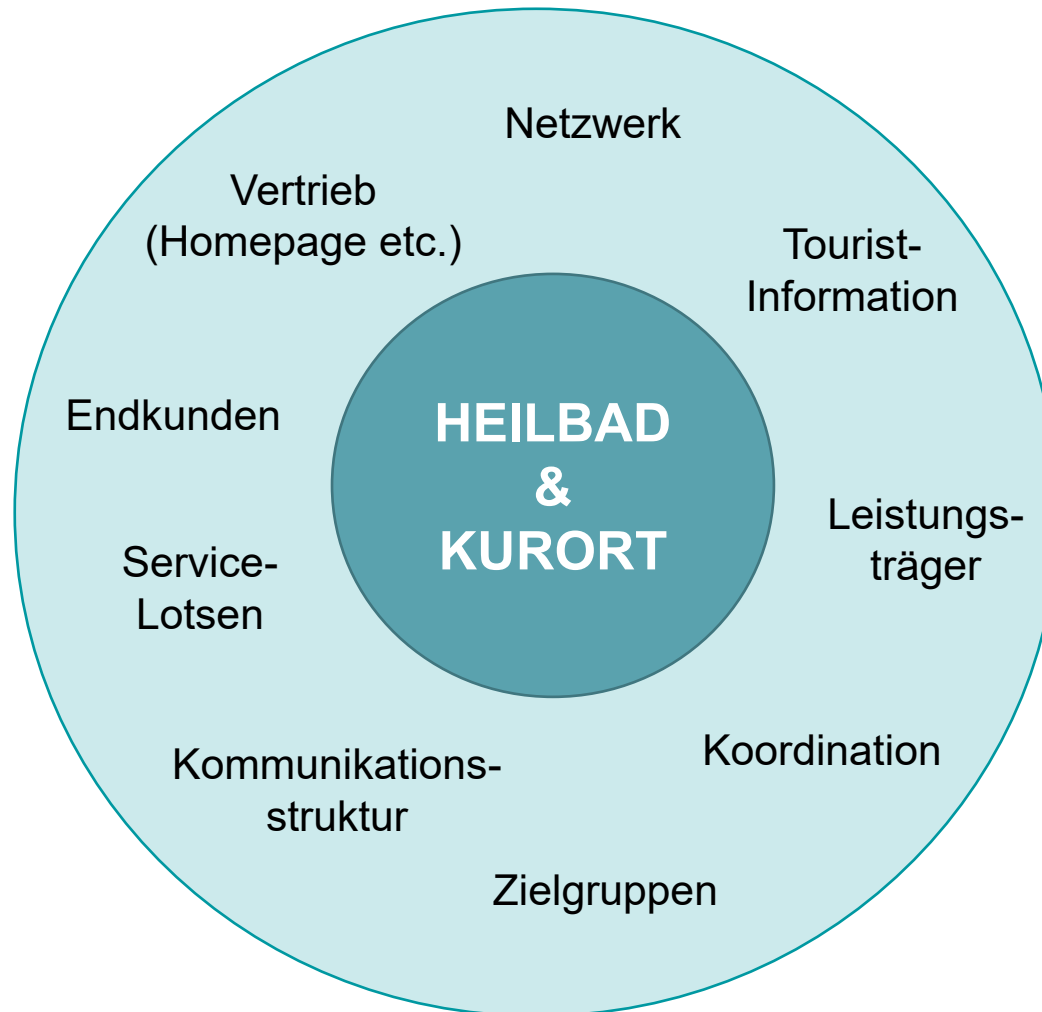 Netzwerk
Vertrieb
(Homepage etc.)
Tourist-
Information
Endkunden
HEILBAD
&
KURORT
Leistungs-
träger
Service-
Lotsen
Kommunikations-
struktur
Koordination
Zielgruppen